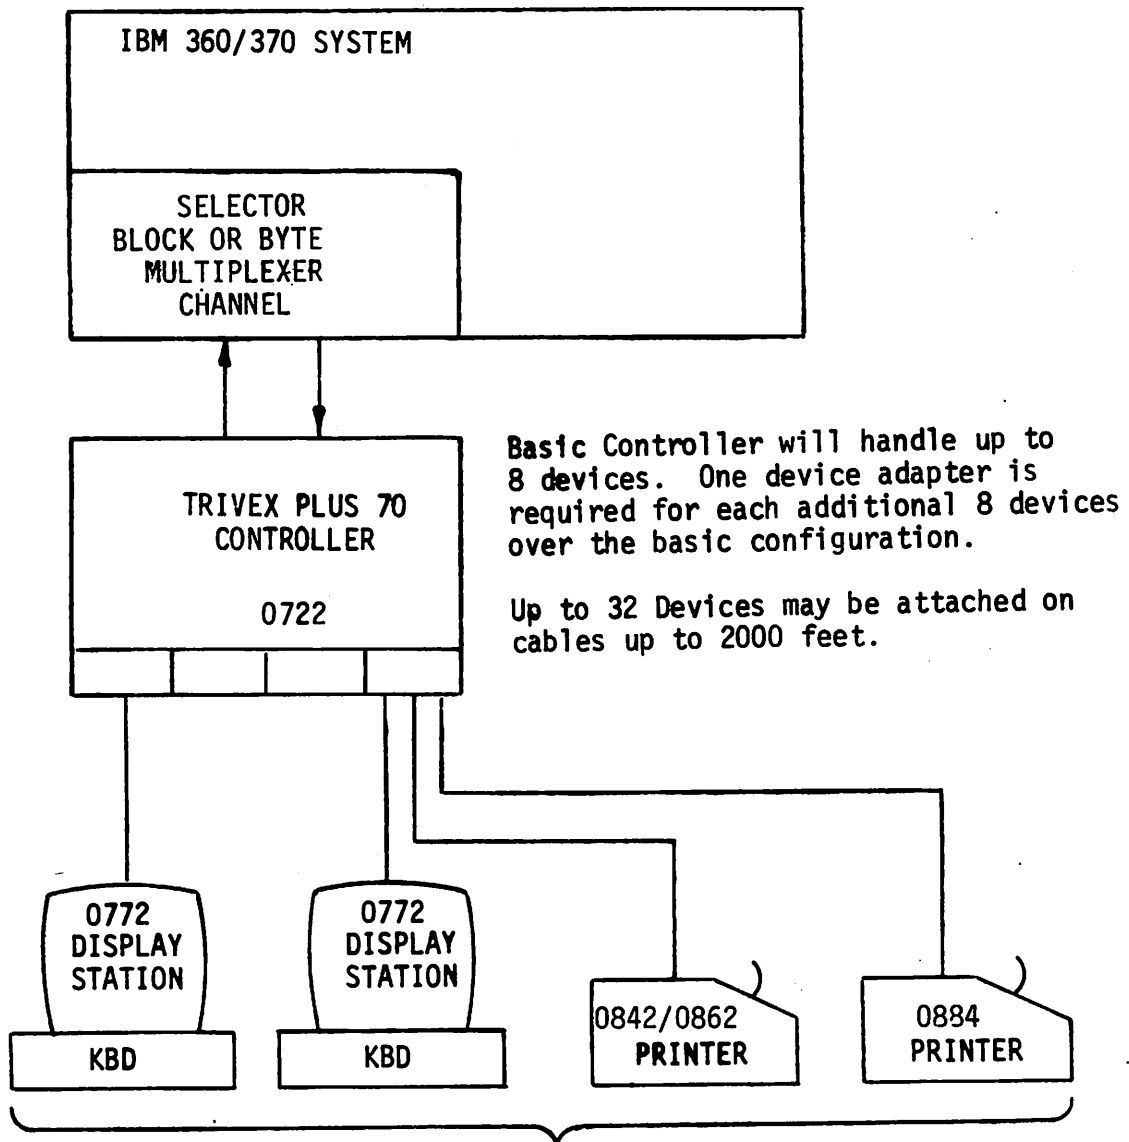 IBM 360/370 SYSTEM
SELECTOR
BLOCK OR BYTE
MULTIPLEXER
CHANNEL
TRIVEX PLUS 70
CONTROLLER
0722
Basic Controller will handle up to
8 devices. One device adapter is
required for each additional 8 devices
over the basic configuration.
Up to 32 Devices may be attached on
cables up to 2000 feet.
0772
DISPLAY
STATION
KBD
0772
DISPLAY
STATION
KBD
0842/0862
PRINTER
0884
PRINTER